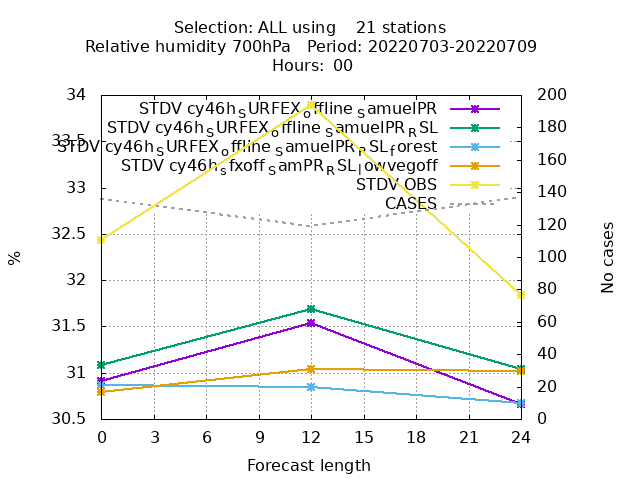 Selection: ALL using    21 stations
Relative humidity 700hPa   Period: 20220703-20220709
Hours:  00
34
33.5
33
32.5
32
31.5
31
30.5
%
STDV cy46h_SURFEX_offline_SamuelPR
STDV cy46h_SURFEX_offline_SamuelPR_RSL
STDV cy46h_SURFEX_offline_SamuelPR_RSL_forest
STDV cy46h_sfxoff_SamPR_RSL_lowvegoff
STDV OBS
CASES
200
180
160
140
120
100
80
60
40
20
0
No cases
0 3 6 9 12 15 18 21 24
Forecast length